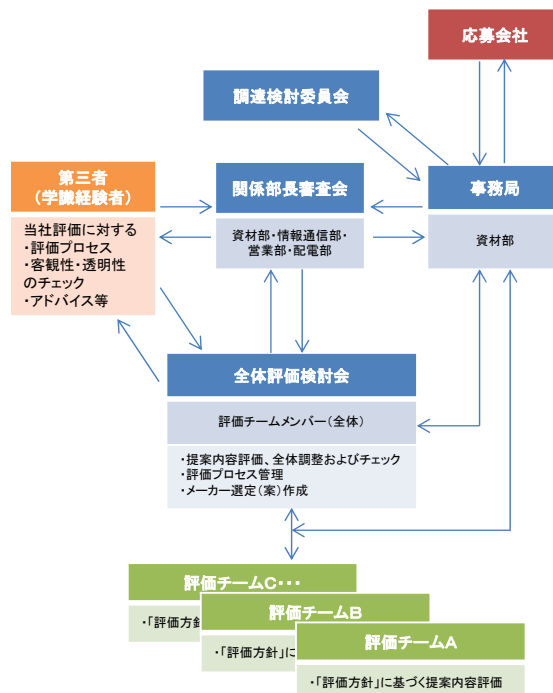 応募会社
調達検討委員会
第三者
（学識経験者）
関係部長審査会
事務局
当社評価に対する
・評価プロセス
・客観性・透明性
のチェック
・アドバイス等
資材部・情報通信部・
営業部・配電部
資材部
全体評価検討会
評価チームメンバー（全体）
・提案内容評価、全体調整およびチェック
・評価プロセス管理
・メーカー選定（案）作成
評価チームC・・・
・「評価方針
評価チームB
・「評価方針」に
評価チームA
・「評価方針」に基づく提案内容評価